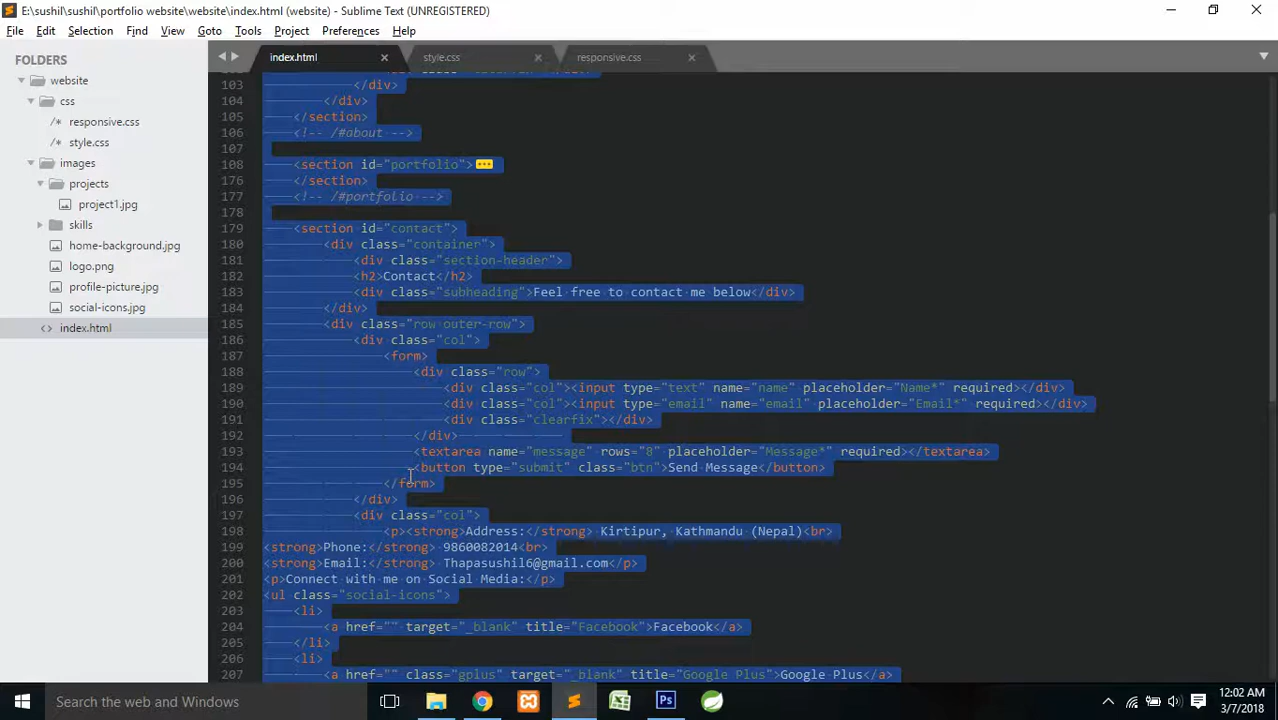 E:\sushil\sushil\portfolio website\website\index.html (website) - Sublime Text (UNREGISTERED)
File Edit Selection Find View Goto Tools Project Preferences Help
FOLDERS
website
css
/* responsive.css
/* style.css
images
projects
project1.jpg
skills
home-background.jpg
logo.png
profile-picture.jpg
social-icons.jpg
<> index.html
index.html × style.css × responsive.css ×
103 </div>
104 </div>
105 </section>
106 <!-- /#about -->
107
108 <section id="portfolio">
176 </section>
177 <!-- /#portfolio -->
178
179 <section id="contact">
180 <div class="container">
181 <div class="section-header">
182 <h2>Contact</h2>
183 <div class="subheading">Feel free to contact me below</div>
184 </div>
185 <div class="row outer-row">
186 <div class="col">
187 <form>
188 <div class="row">
189 <div class="col"><input type="text" name="name" placeholder="Name*" required></div>
190 <div class="col"><input type="email" name="email" placeholder="Email*" required></div>
191 <div class="clearfix"></div>
192 </div>
193 <textarea name="message" rows="8" placeholder="Message*" required></textarea>
194 <button type="submit" class="btn">Send Message</button>
195 </form>
196 </div>
197 <div class="col">
198 <p><strong>Address:</strong> Kirtipur, Kathmandu (Nepal)<br>
199 <strong>Phone:</strong> 9860082014<br>
200 <strong>Email:</strong> Thapasushil6@gmail.com</p>
201 <p>Connect with me on Social Media:</p>
202 <ul class="social-icons">
203 <li>
204 <a href="" target="_blank" title="Facebook">Facebook</a>
205 </li>
206 <li>
207 <a href="" class="gplus" target="_blank" title="Google Plus">Google Plus</a>
Search the web and Windows
12:02 AM
3/7/2018